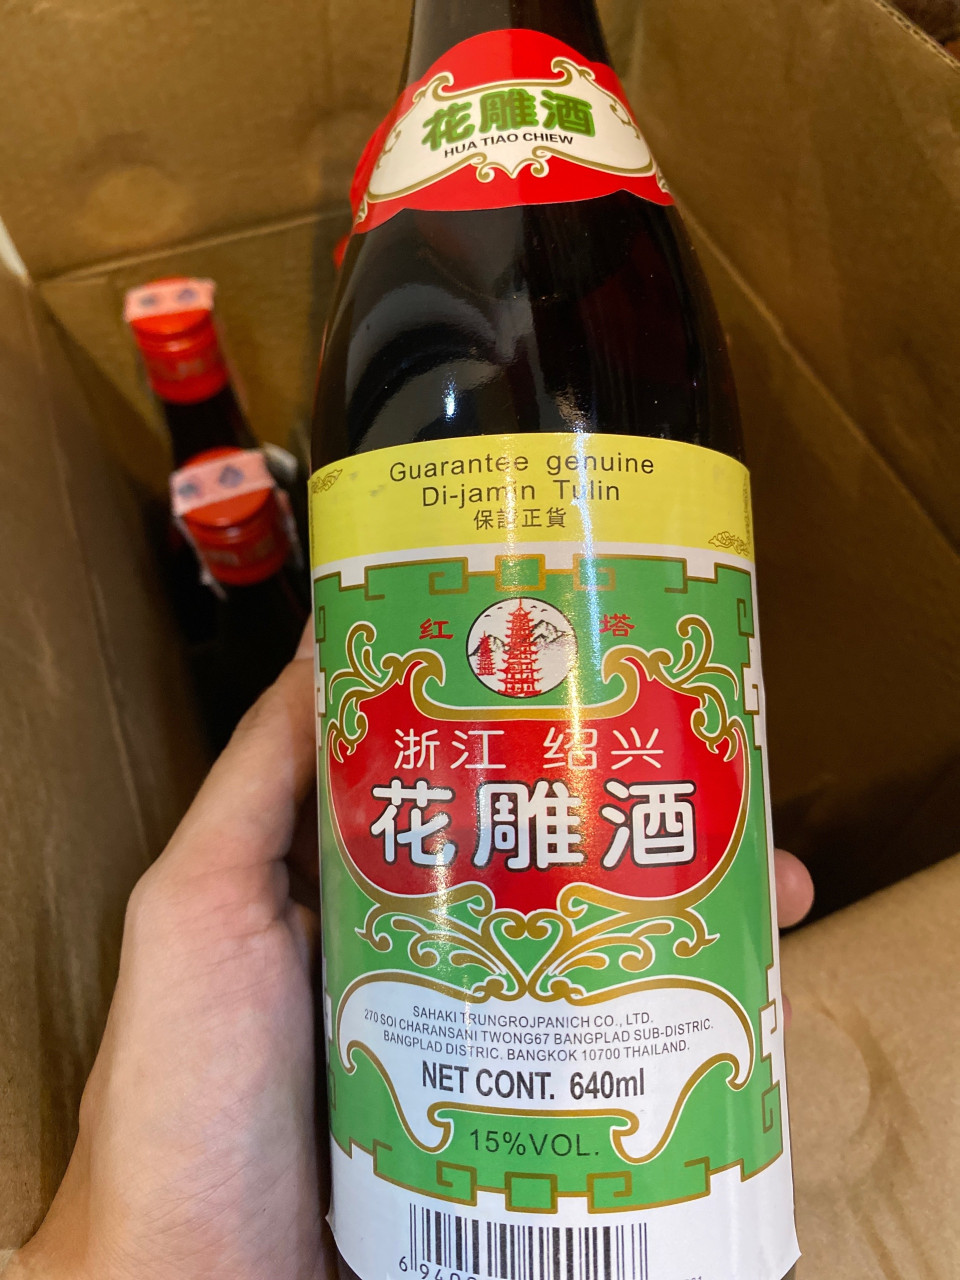 花雕酒
HUA TIAO CHIEW
Guarantee genuine
Di-jamin Tulin
保證正貨
红 塔
浙江 绍兴
花雕酒
SAHAKI TRUNGROJPANICH CO., LTD.
270 SOI CHARANSANI TWONG67 BANGPLAD SUB-DISTRIC.
BANGPLAD DISTRIC. BANGKOK 10700 THAILAND.
NET CONT. 640ml
15%VOL.